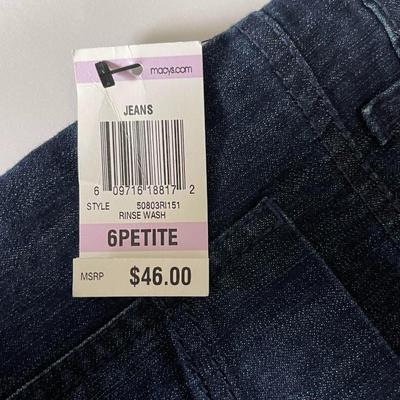 macys.com
JEANS
6 09716 18817 2
STYLE 50803RI151
RINSE WASH
6PETITE
MSRP $46.00